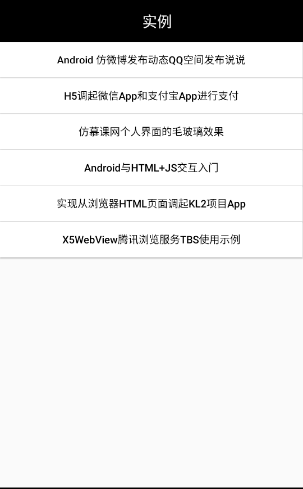 实例
Android 仿微博发布动态QQ空间发布说说
H5调起微信App和支付宝App进行支付
仿慕课网个人界面的毛玻璃效果
Android与HTML+JS交互入门
实现从浏览器HTML页面调起KL2项目App
X5WebView腾讯浏览服务TBS使用示例